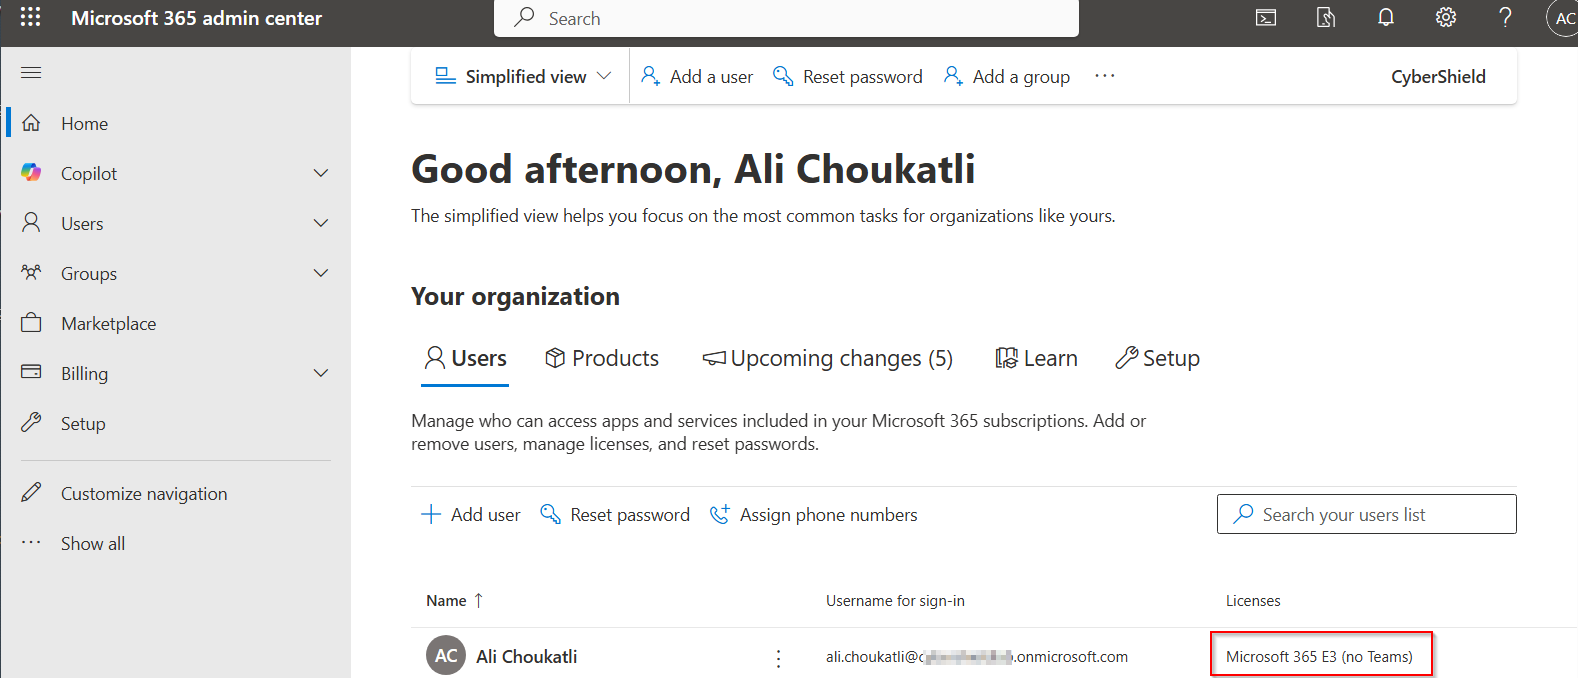 Microsoft 365 admin center
Search
AC
Simplified view
Add a user
Reset password
Add a group
CyberShield
Home
Copilot
Users
Groups
Marketplace
Billing
Setup
Customize navigation
Show all
Good afternoon, Ali Choukatli
The simplified view helps you focus on the most common tasks for organizations like yours.
Your organization
Users
Products
Upcoming changes (5)
Learn
Setup
Manage who can access apps and services included in your Microsoft 365 subscriptions. Add or
remove users, manage licenses, and reset passwords.
Add user
Reset password
Assign phone numbers
Search your users list
Name ↑
Username for sign-in
Licenses
AC
Ali Choukatli
ali.choukatli@c .onmicrosoft.com
Microsoft 365 E3 (no Teams)